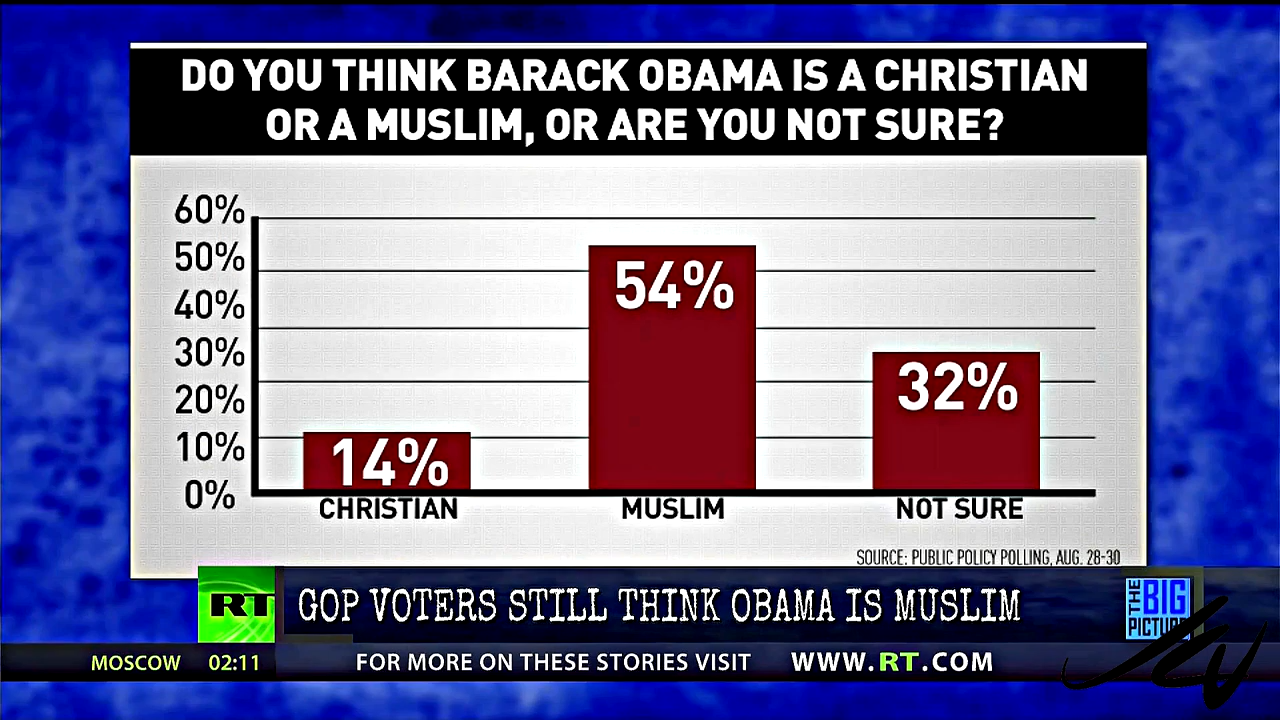 DO YOU THINK BARACK OBAMA IS A CHRISTIAN
OR A MUSLIM, OR ARE YOU NOT SURE?
60%
50%
40%
30%
20%
10%
0%
14%
54%
32%
CHRISTIAN
MUSLIM
NOT SURE
SOURCE: PUBLIC POLICY POLLING, AUG. 28-30
RT
GOP VOTERS STILL THINK OBAMA IS MUSLIM
THE BIG PICTURE
MOSCOW 02:11
FOR MORE ON THESE STORIES VISIT WWW.RT.COM